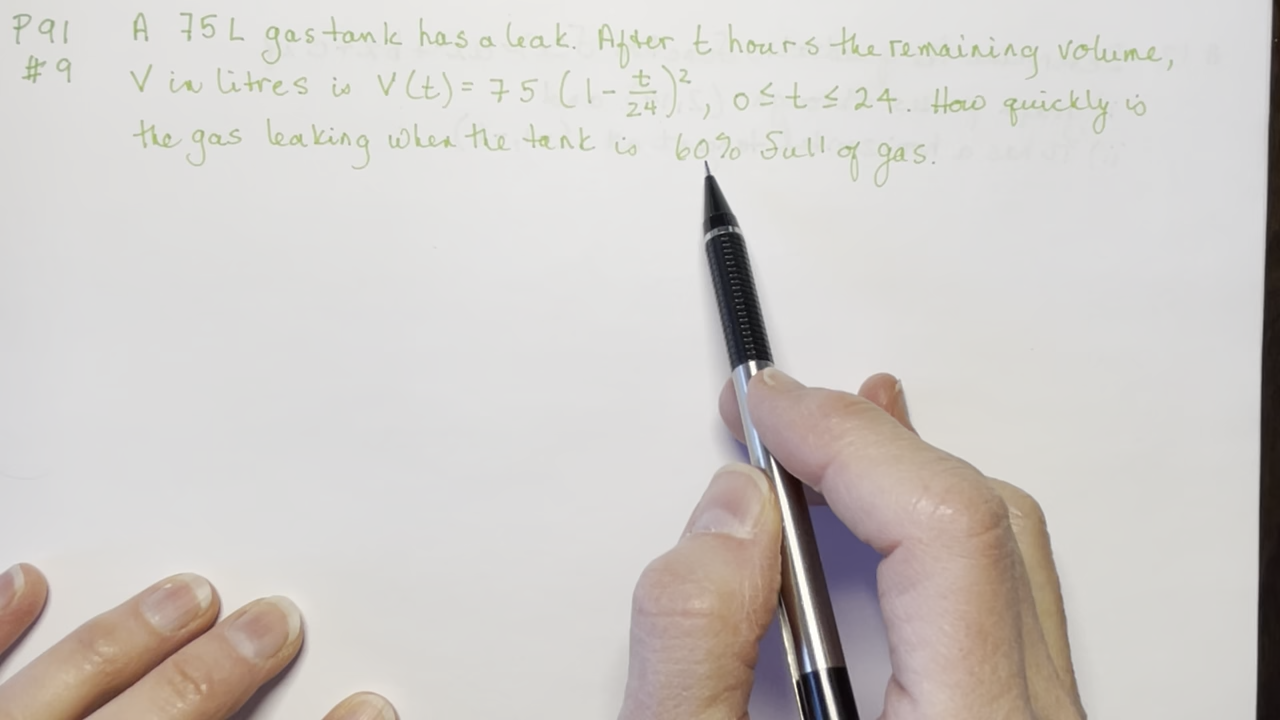 P91 A 75L gas tank has a leak. After t hours the remaining volume,
#9 V in litres is V(t) = 75 (1 - t/24)², 0 ≤ t ≤ 24. How quickly is
the gas leaking when the tank is 60% full of gas.